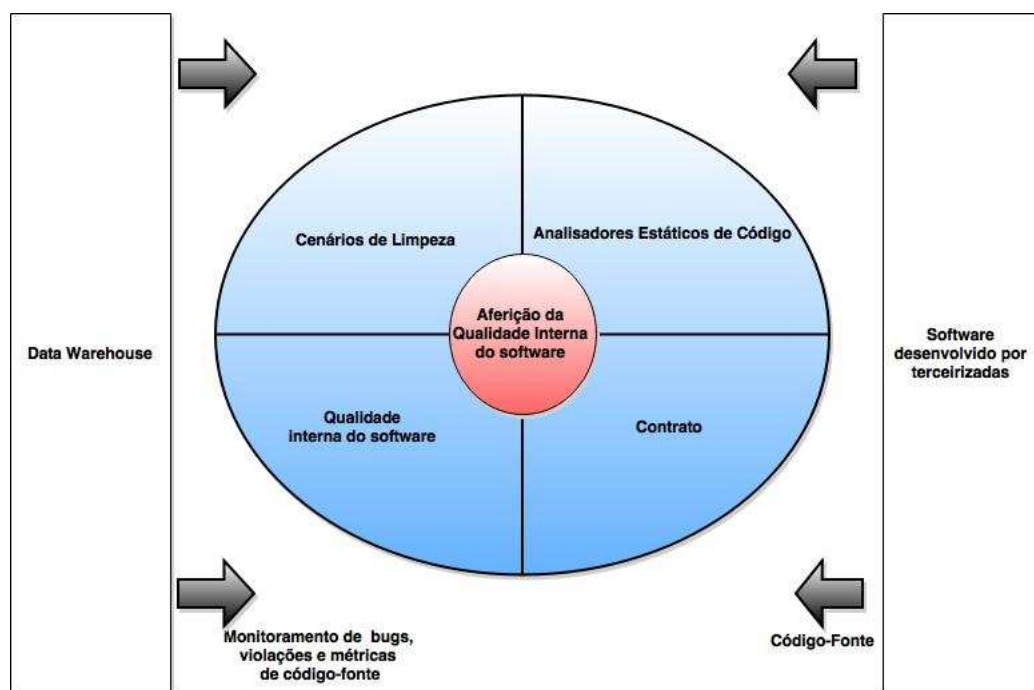 Cenários de Limpeza
Analisadores Estáticos de Código
Aferição da
Qualidade Interna
do software
Data Warehouse
Software
desenvolvido por
terceirizadas
Qualidade
interna do software
Contrato
Monitoramento de bugs,
violações e métricas
de código-fonte
Código-Fonte